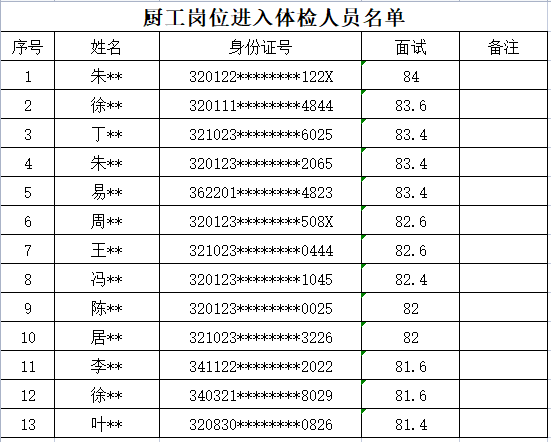 厨工岗位进入体检人员名单
序号 姓名 身份证号 面试 备注
1 朱** 320122********122X 84
2 徐** 320111********4844 83.6
3 丁** 321023********6025 83.4
4 朱** 320123********2065 83.4
5 易** 362201********4823 83.4
6 周** 320123********508X 82.6
7 王** 321023********0444 82.6
8 冯** 320123********1045 82.4
9 陈** 320123********0025 82
10 居** 321023********3226 82
11 李** 341122********2022 81.6
12 徐** 340321********8029 81.6
13 叶** 320830********0826 81.4